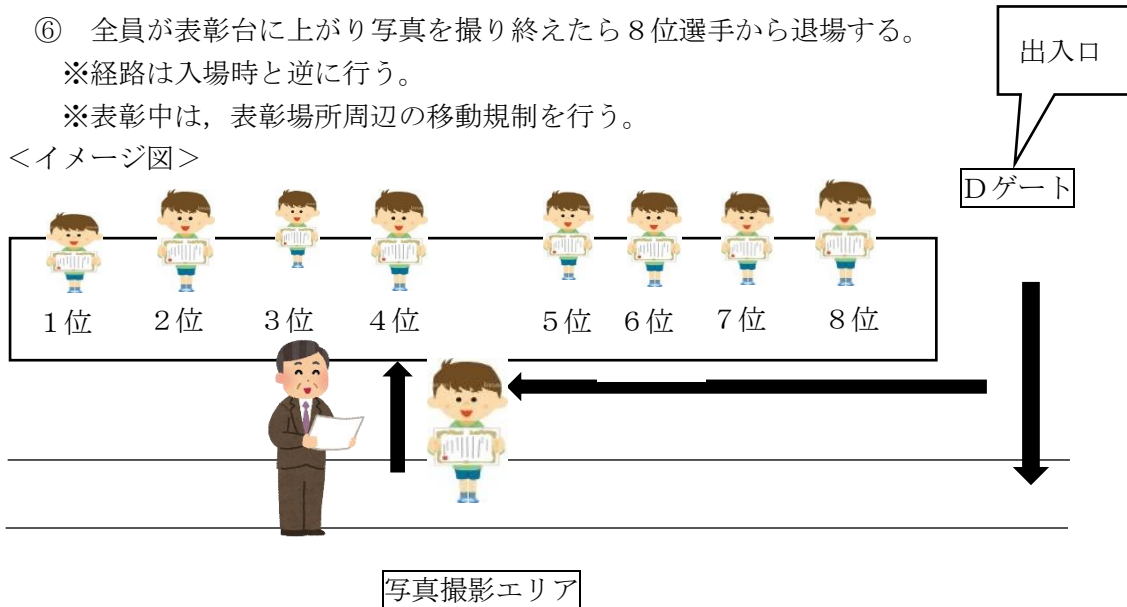 ⑥　全員が表彰台に上がり写真を撮り終えたら８位選手から退場する。
※経路は入場時と逆に行う。
※表彰中は，表彰場所周辺の移動規制を行う。
＜イメージ図＞
出入口
Ｄゲート
１位　２位　３位　４位　５位　６位　７位　８位
写真撮影エリア